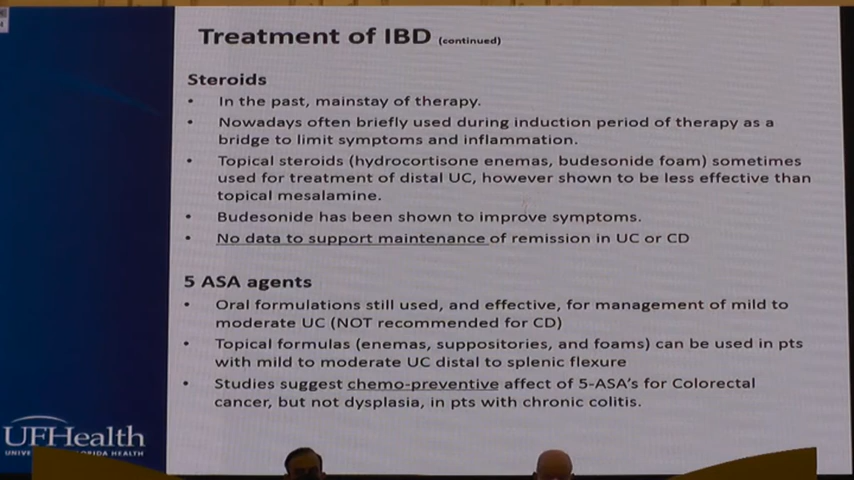 Treatment of IBD (continued)
Steroids
• In the past, mainstay of therapy.
• Nowadays often briefly used during induction period of therapy as a
bridge to limit symptoms and inflammation.
• Topical steroids (hydrocortisone enemas, budesonide foam) sometimes
used for treatment of distal UC, however shown to be less effective than
topical mesalamine.
• Budesonide has been shown to improve symptoms.
• No data to support maintenance of remission in UC or CD
5 ASA agents
• Oral formulations still used, and effective, for management of mild to
moderate UC (NOT recommended for CD)
• Topical formulas (enemas, suppositories, and foams) can be used in pts
with mild to moderate UC distal to splenic flexure
• Studies suggest chemo-preventive affect of 5-ASA's for Colorectal
cancer, but not dysplasia, in pts with chronic colitis.
UFHealth
HEALTH